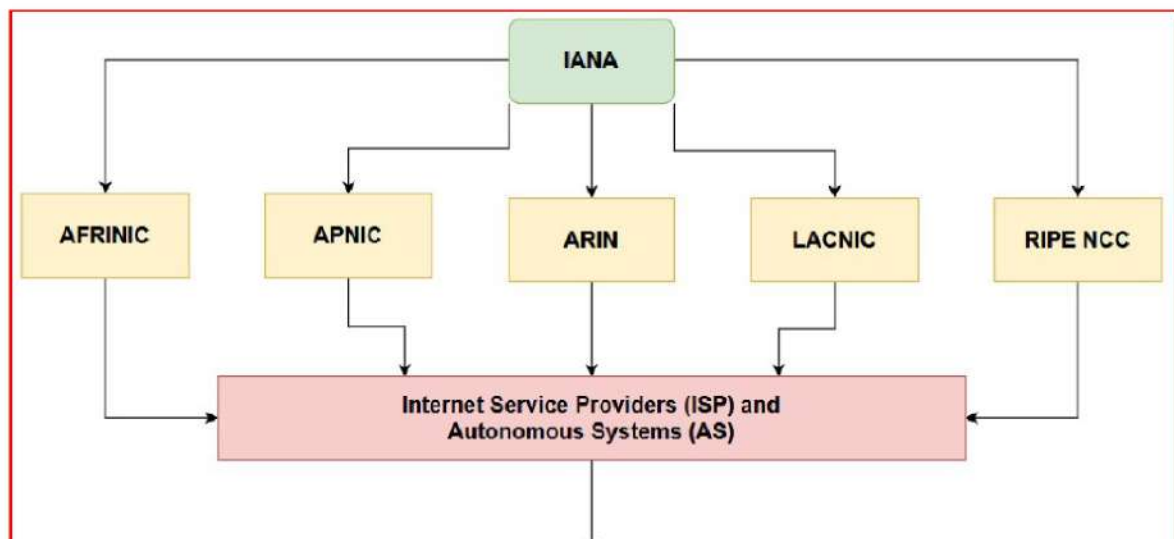 IANA
AFRINIC
APNIC
ARIN
LACNIC
RIPE NCC
Internet Service Providers (ISP) and
Autonomous Systems (AS)